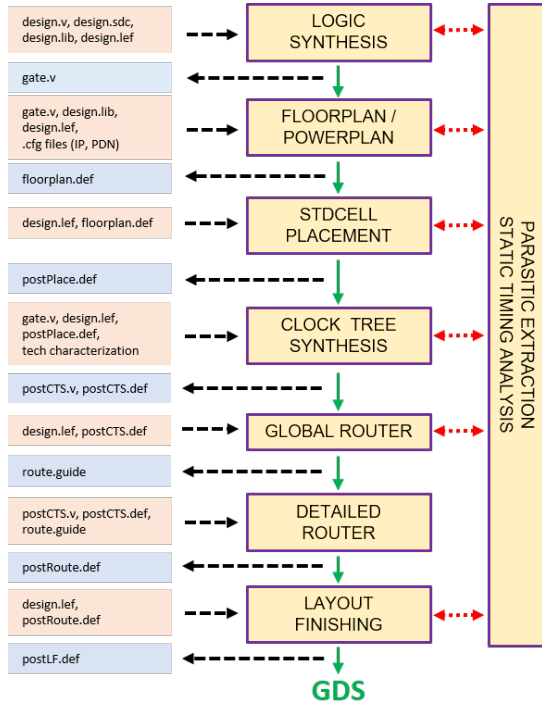 design.v, design.sdc,
design.lib, design.lef
LOGIC
SYNTHESIS
gate.v
gate.v, design.lib,
design.lef,
.cfg files (IP, PDN)
FLOORPLAN /
POWERPLAN
floorplan.def
design.lef, floorplan.def
STDCELL
PLACEMENT
postPlace.def
gate.v, design.lef,
postPlace.def,
tech characterization
CLOCK TREE
SYNTHESIS
postCTS.v, postCTS.def
design.lef, postCTS.def
GLOBAL ROUTER
route.guide
postCTS.v, postCTS.def,
route.guide
DETAILED
ROUTER
postRoute.def
design.lef,
postRoute.def
LAYOUT
FINISHING
postLF.def
GDS
PARASITIC EXTRACTION
STATIC TIMING ANALYSIS